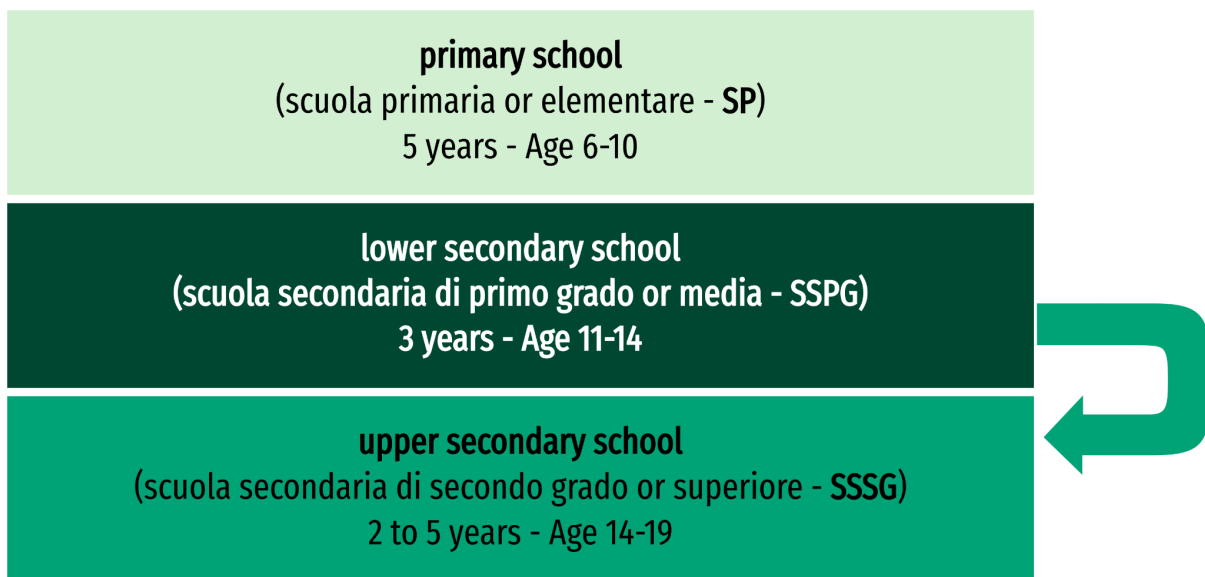 primary school
(scuola primaria or elementare - SP)
5 years - Age 6-10
lower secondary school
(scuola secondaria di primo grado or media - SSPG)
3 years - Age 11-14
upper secondary school
(scuola secondaria di secondo grado or superiore - SSSG)
2 to 5 years - Age 14-19